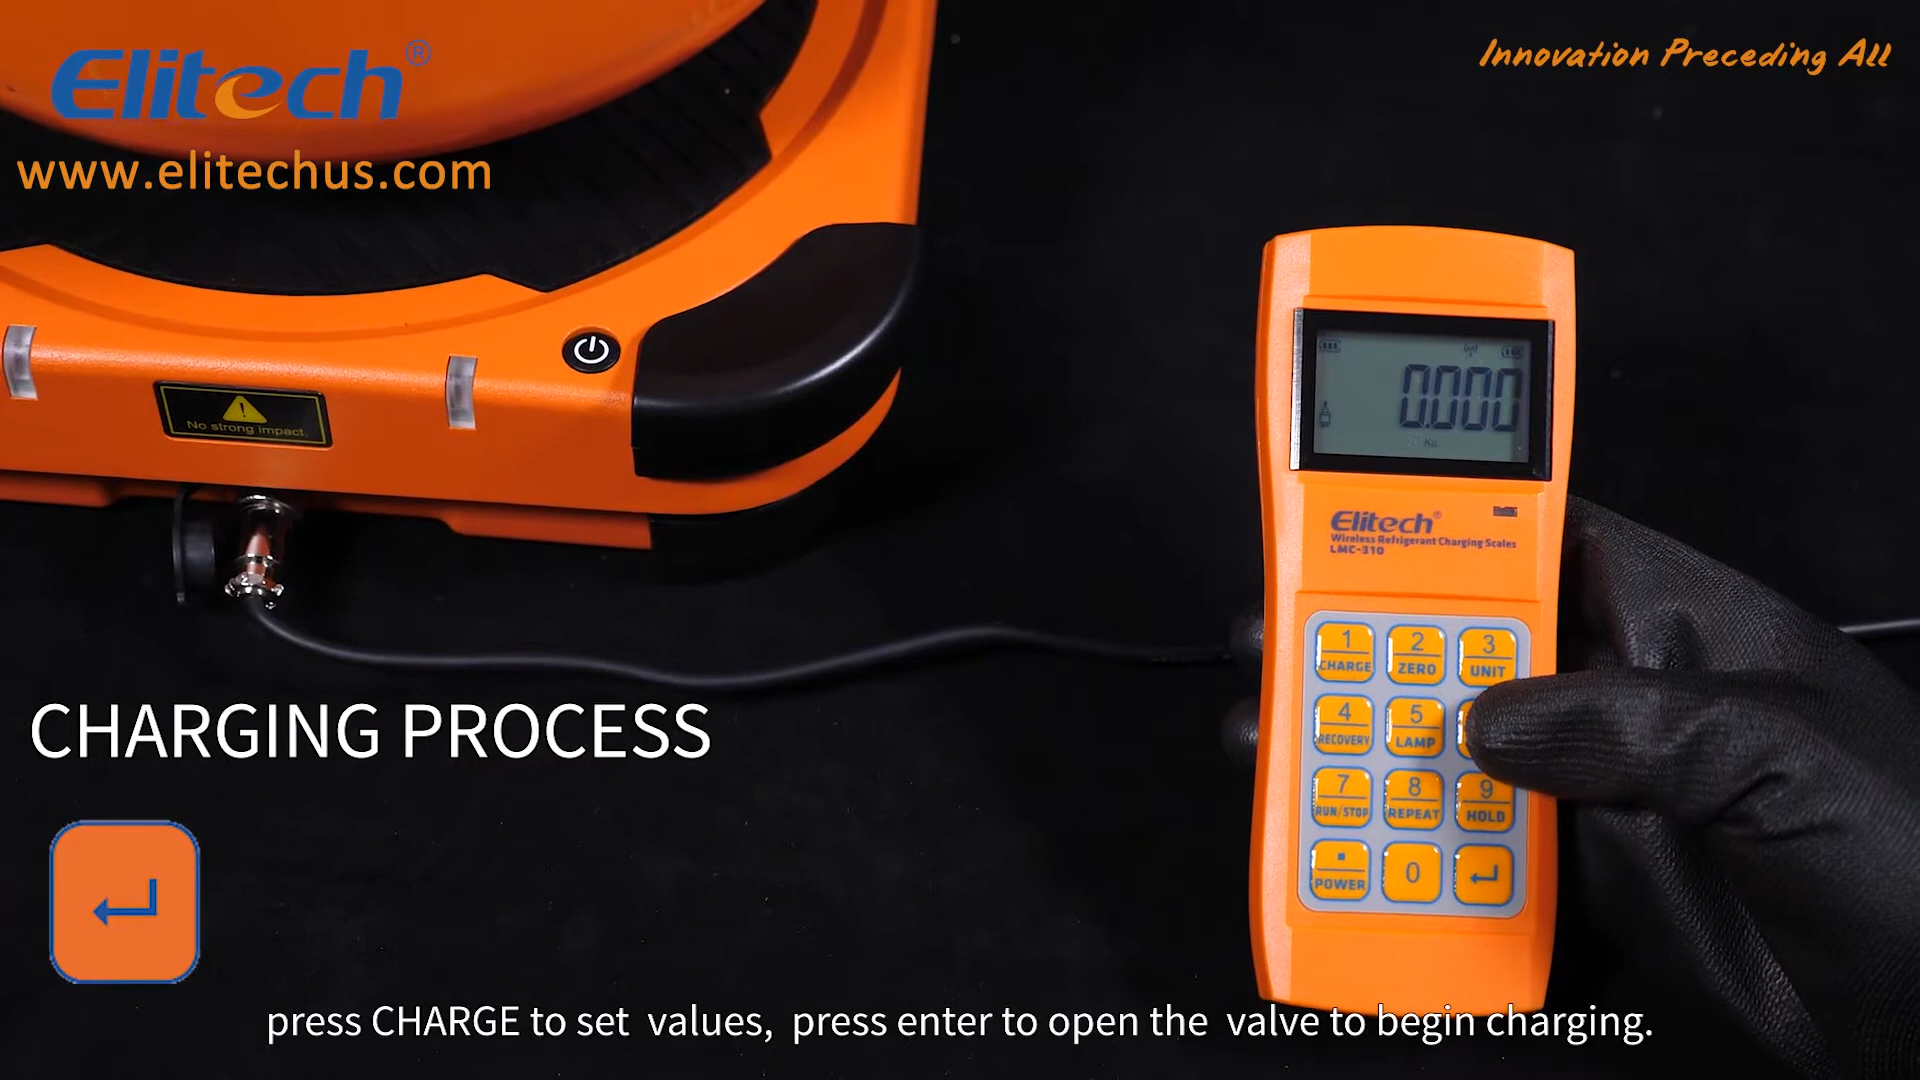 Elitech®
www.elitechus.com
Innovation Preceding All
No strong impact.
0.000
Kg
Elitech®
Wireless Refrigerant Charging Scales
LMC-310
1 2 3
CHARGE ZERO UNIT
4 5
RECOVERY LAMP
7 8 9
RUN/STOP REPEAT HOLD
0
POWER
CHARGING PROCESS
press CHARGE to set values, press enter to open the valve to begin charging.